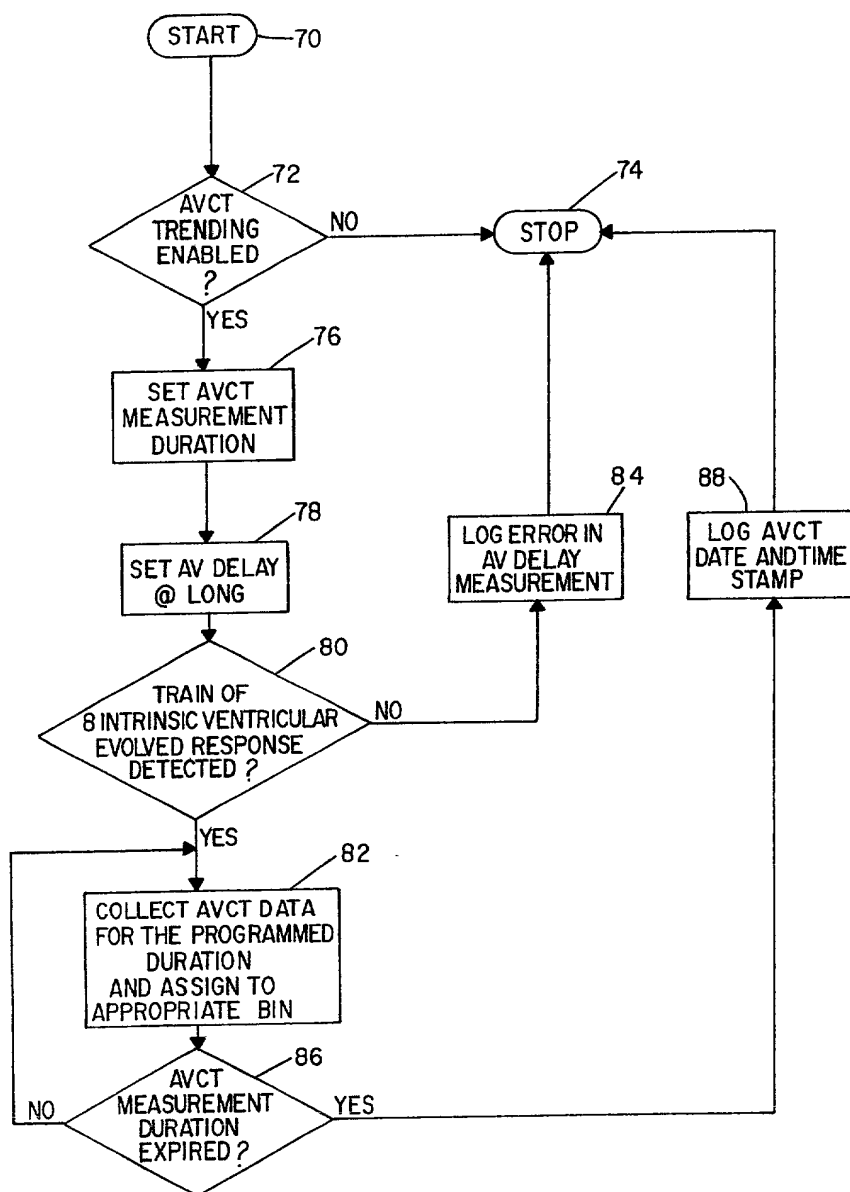 START
70
72
AVCT
TRENDING
ENABLED
?
NO
74
STOP
YES
76
SET AVCT
MEASUREMENT
DURATION
78
SET AV DELAY
@ LONG
84
LOG ERROR IN
AV DELAY
MEASUREMENT
88
LOG AVCT
DATE ANDTIME
STAMP
80
TRAIN OF
8 INTRINSIC VENTRICULAR
EVOLVED RESPONSE
DETECTED ?
NO
YES
82
COLLECT AVCT DATA
FOR THE PROGRAMMED
DURATION
AND ASSIGN TO
APPROPRIATE BIN
86
AVCT
MEASUREMENT
DURATION
EXPIRED ?
NO
YES